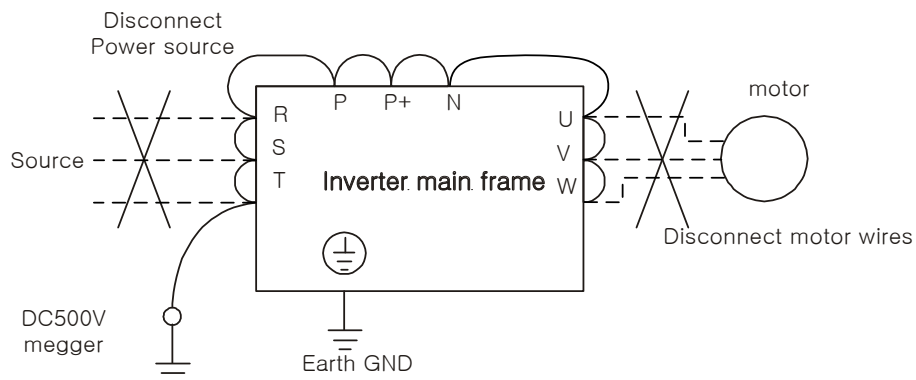 Disconnect
Power source
motor
P P+ N
R
S
T
U
V
W
Source
Inverter main frame
Disconnect motor wires
DC500V
megger
Earth GND